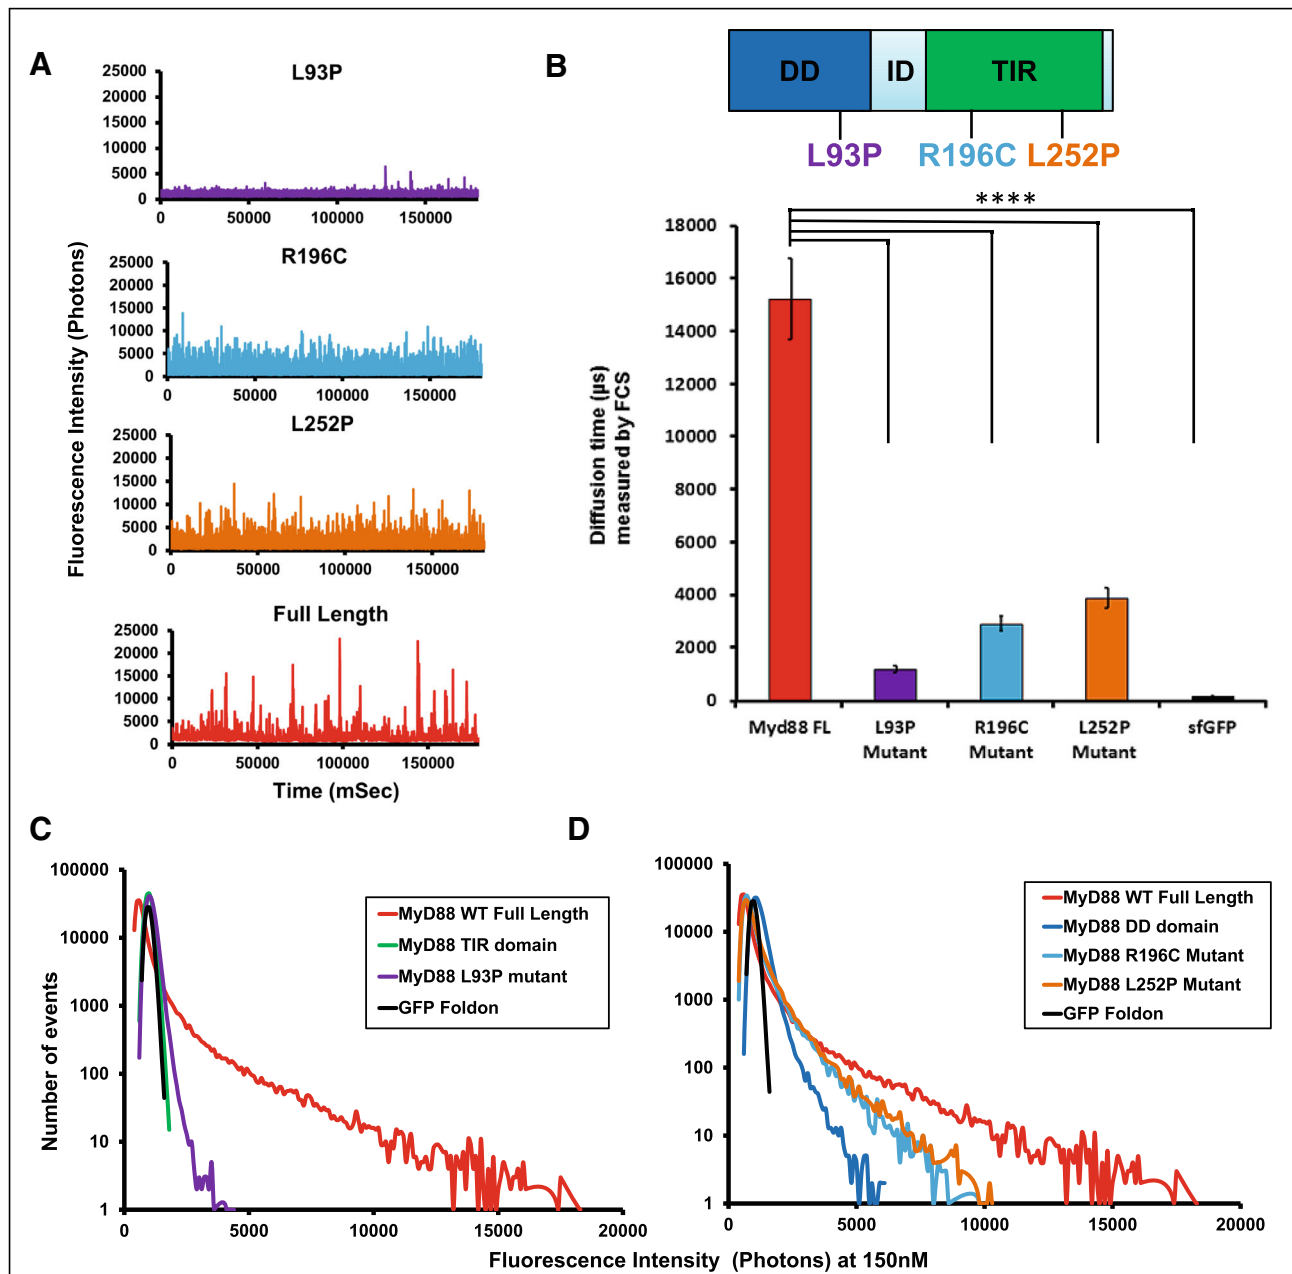 A
L93P
25000
20000
15000
10000
5000
0
0 50000 100000 150000
R196C
25000
20000
15000
10000
5000
0
0 50000 100000 150000
L252P
25000
20000
15000
10000
5000
0
0 50000 100000 150000
Full Length
25000
20000
15000
10000
5000
0
0 50000 100000 150000
Time (mSec)
Fluorescence Intensity (Photons)
B
DD ID TIR
L93P R196C L252P
****
18000
16000
14000
12000
10000
8000
6000
4000
2000
0
Diffusion time (µs)
measured by FCS
Myd88 FL L93P R196C L252P sfGFP
Mutant Mutant Mutant
C
100000
10000
1000
100
10
1
Number of events
0 5000 10000 15000 20000
MyD88 WT Full Length
MyD88 TIR domain
MyD88 L93P mutant
GFP Foldon
D
100000
10000
1000
100
10
1
0 5000 10000 15000 20000
MyD88 WT Full Length
MyD88 DD domain
MyD88 R196C Mutant
MyD88 L252P Mutant
GFP Foldon
Fluorescence Intensity (Photons) at 150nM